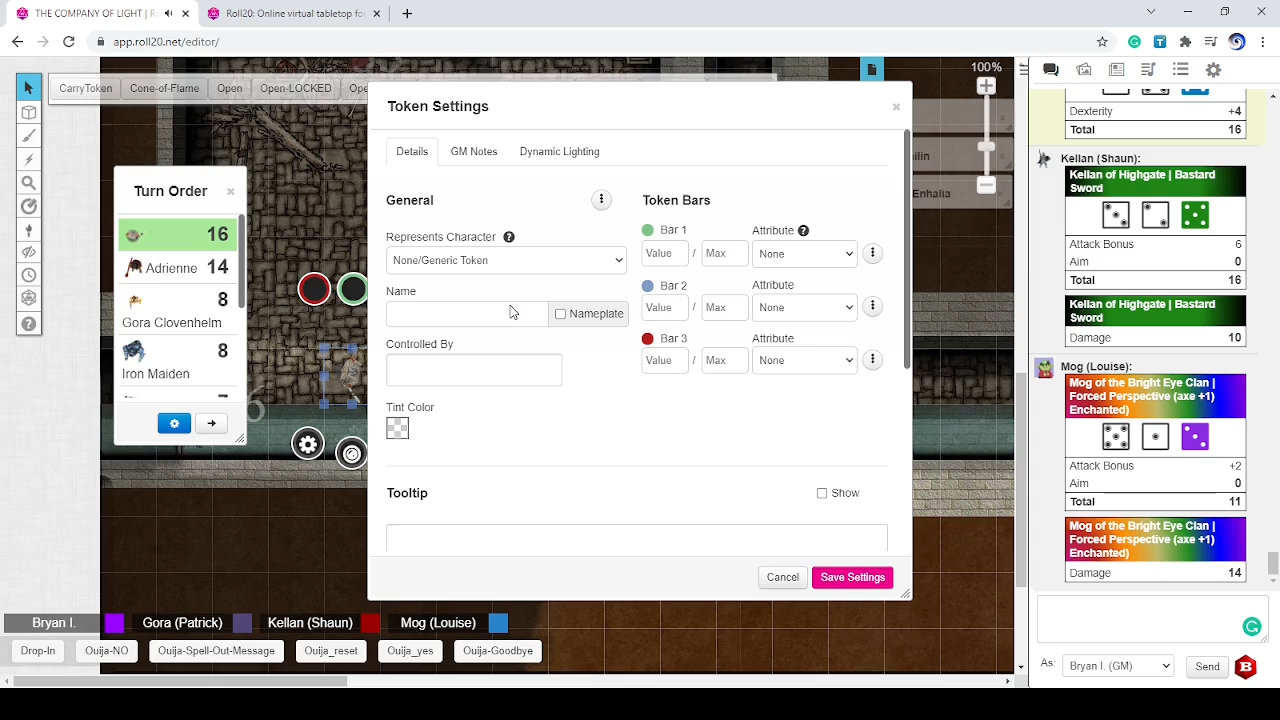 THE COMPANY OF LIGHT | R
Roll20: Online virtual tabletop fo
app.roll20.net/editor/
CarryToken
Cone-of-Flame
Open
Open-LOCKED
Ope
100%
Token Settings
Details
GM Notes
Dynamic Lighting
General
Represents Character
None/Generic Token
Name
Nameplate
Controlled By
Tint Color
Token Bars
Bar 1
Attribute
Value / Max
None
Bar 2
Attribute
Value / Max
None
Bar 3
Attribute
Value / Max
None
Tooltip
Show
Cancel
Save Settings
Turn Order
16
Adrienne 14
8
Gora Clovenheim
8
Iron Maiden
ilin
Enhalia
Dexterity +4
Total 16
Kellan (Shaun):
Kellan of Highgate | Bastard
Sword
Attack Bonus 6
Aim 0
Total 16
Kellan of Highgate | Bastard
Sword
Damage 10
Mog (Louise):
Mog of the Bright Eye Clan |
Forced Perspective (axe +1)
Enchanted)
Attack Bonus +2
Aim 0
Total 11
Mog of the Bright Eye Clan |
Forced Perspective (axe +1)
Enchanted)
Damage 14
As: Bryan I. (GM)
Send
Bryan I.
Gora (Patrick)
Kellan (Shaun)
Mog (Louise)
Drop-In
Ouija-NO
Ouija-Spell-Out-Message
Ouija_reset
Ouija_yes
Ouija-Goodbye